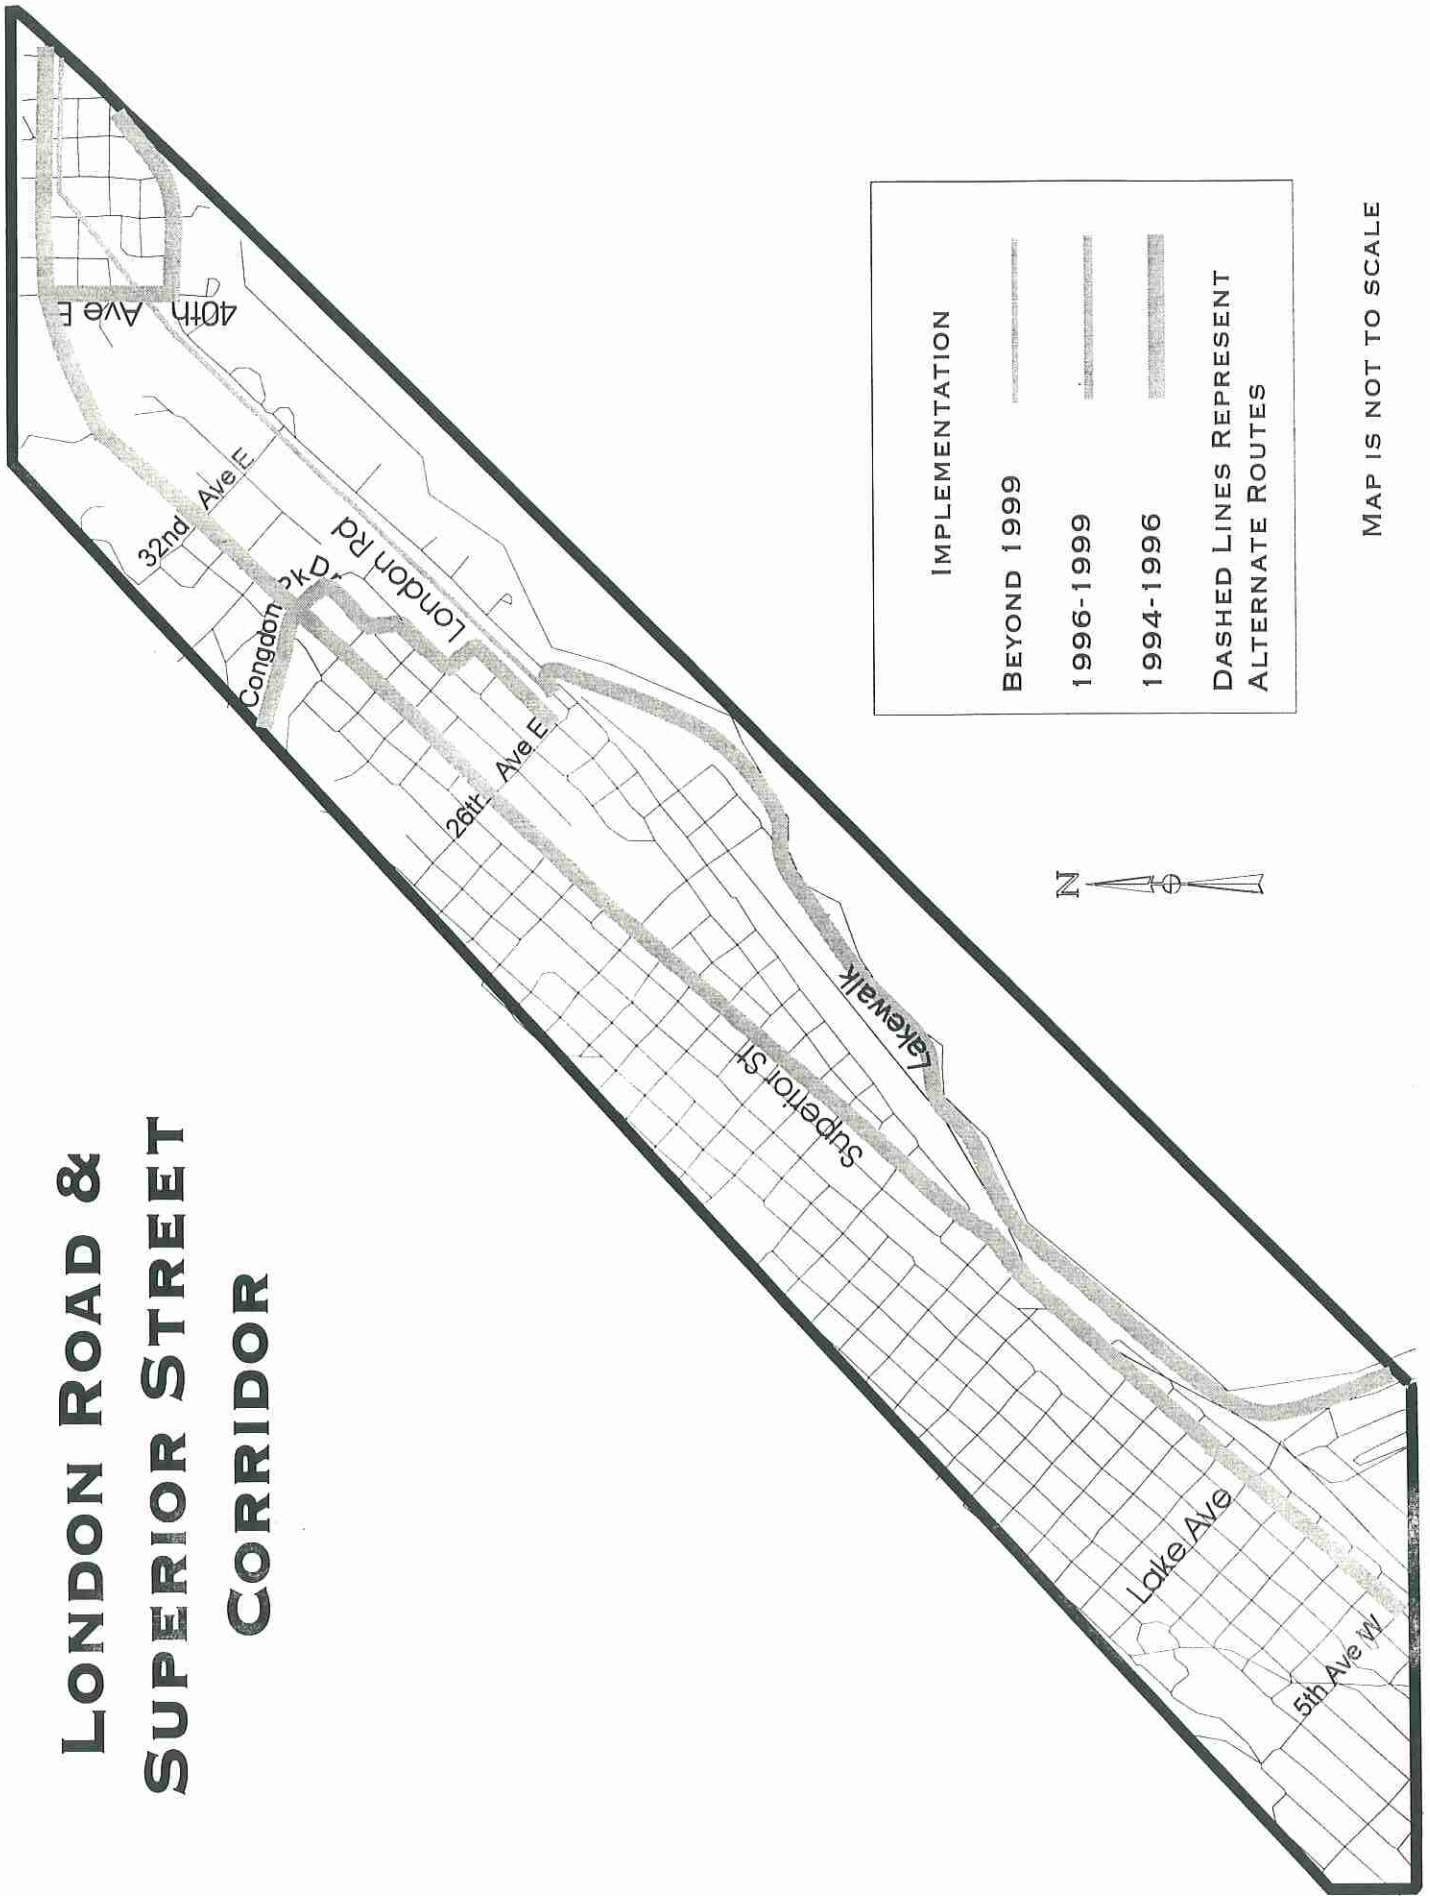 LONDON ROAD &
SUPERIOR STREET
CORRIDOR
40th Ave E
32nd Ave E
Congdon Pk Dr
London Rd
26th Ave E
Superior St
Lakewalk
Lake Ave
5th Ave W
N
IMPLEMENTATION
BEYOND 1999
1996-1999
1994-1996
DASHED LINES REPRESENT
ALTERNATE ROUTES
MAP IS NOT TO SCALE